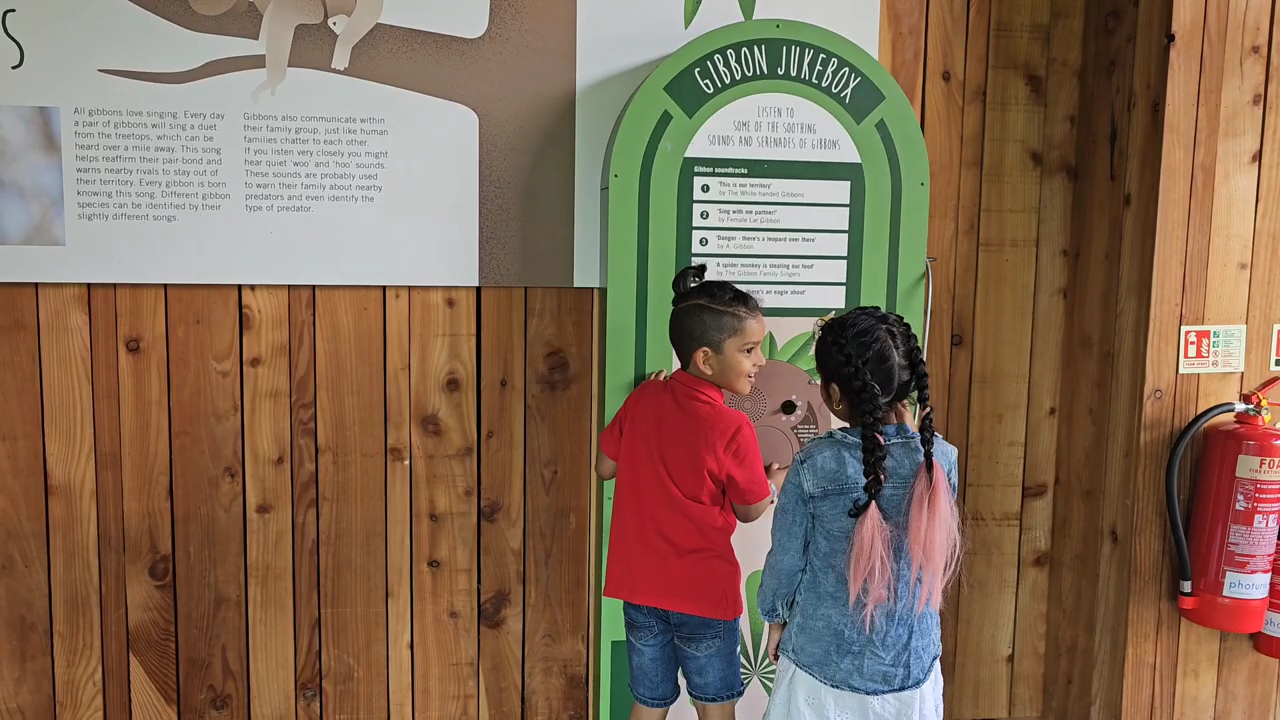 S
All gibbons love singing. Every day
a pair of gibbons will sing a duet
from the treetops, which can be
heard over a mile away. This song
helps reaffirm their pair-bond and
warns nearby rivals to stay out of
their territory. Every gibbon is born
knowing this song. Different gibbon
species can be identified by their
slightly different songs.
Gibbons also communicate within
their family group, just like human
families chatter to each other.
If you listen very closely you might
hear quiet 'woo' and 'hoo' sounds.
These sounds are probably used
to warn their family about nearby
predators and even identify the
type of predator.
GIBBON JUKEBOX
LISTEN TO
SOME OF THE SOOTHING
SOUNDS AND SERENADES OF GIBBONS
Gibbon soundtracks
1 'This is our territory'
by The White-handed Gibbons
2 'Sing with me partner!'
by Female Lar Gibbon
3 'Danger - there's a leopard over there'
by A. Gibbon
'A spider monkey is stealing our food'
by The Gibbon Family Singers
there's an eagle about'
FOA
FIRE EXTIN
photura
pho